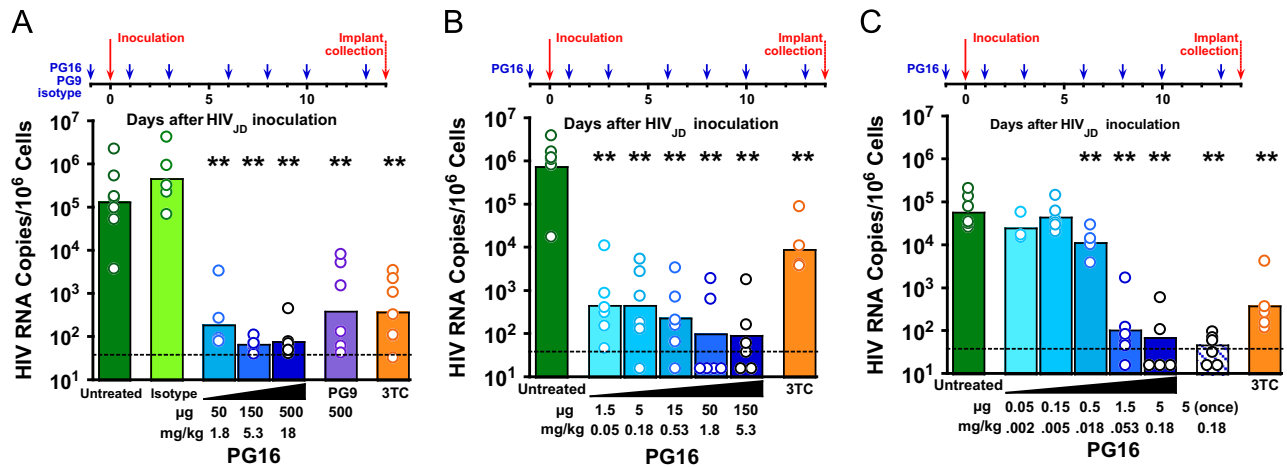 A
Inoculation
Implant
collection
PG16
PG9
isotype
0
5
10
Days after HIV JD inoculation
HIV RNA Copies/10^6 Cells
10^7
10^6
10^5
10^4
10^3
10^2
10^1
** ** ** ** **
Untreated Isotype PG9 3TC
µg 50 150 500 500
mg/kg 1.8 5.3 18
PG16
B
Inoculation
Implant
collection
PG16
0
5
10
Days after HIV JD inoculation
HIV RNA Copies/10^6 Cells
10^7
10^6
10^5
10^4
10^3
10^2
10^1
** ** ** ** ** **
Untreated 3TC
µg 1.5 5 15 50 150
mg/kg 0.05 0.18 0.53 1.8 5.3
PG16
C
Inoculation
Implant
collection
PG16
0
5
10
Days after HIV JD inoculation
HIV RNA Copies/10^6 Cells
10^7
10^6
10^5
10^4
10^3
10^2
10^1
** ** ** ** **
Untreated 3TC
µg 0.05 0.15 0.5 1.5 5 5 (once)
mg/kg .002 .005 .018 .053 0.18 0.18
PG16